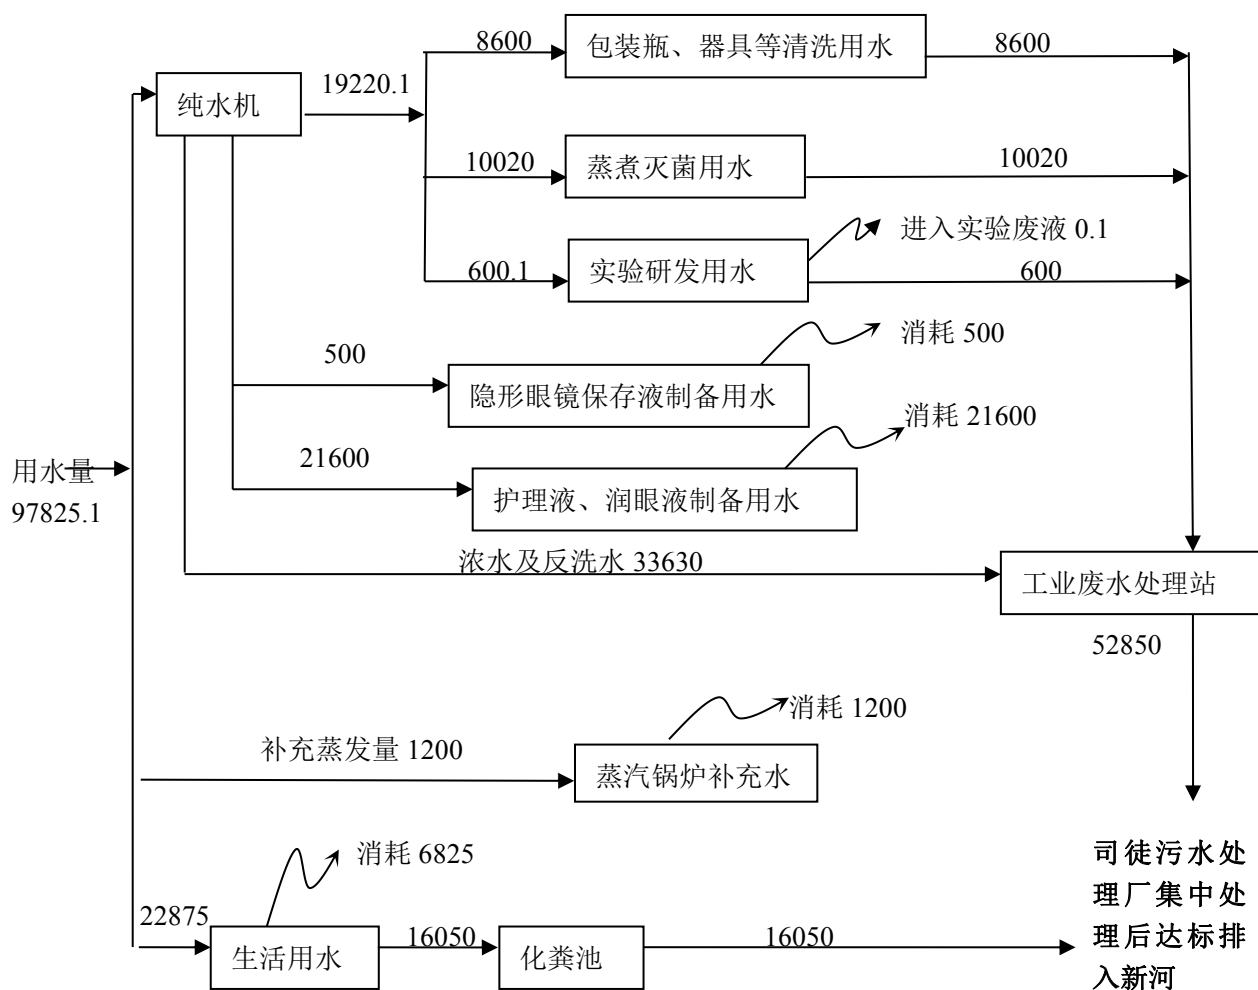 8600
包装瓶、器具等清洗用水
8600
19220.1
纯水机
10020
蒸煮灭菌用水
10020
进入实验废液 0.1
600.1
实验研发用水
600
消耗 500
500
隐形眼镜保存液制备用水
消耗 21600
21600
用水量
97825.1
护理液、润眼液制备用水
浓水及反洗水 33630
工业废水处理站
52850
消耗 1200
补充蒸发量 1200
蒸汽锅炉补充水
消耗 6825
司徒污水处
理厂集中处
理后达标排
入新河
22875
生活用水
16050
化粪池
16050